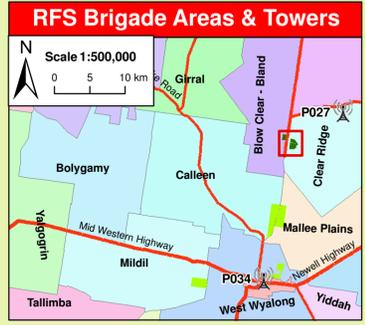 RFS Brigade Areas & Towers
N
Scale 1:500,000
0 5 10 km
Road
Girral
Blow Clear - Bland
P027
Clear Ridge
Bolygamy
Calleen
Yaogogrin
Mid Western Highway
Mallee Plains
Mildil
Newell Highway
P034
Tallimba
West Wyalong
Yiddah